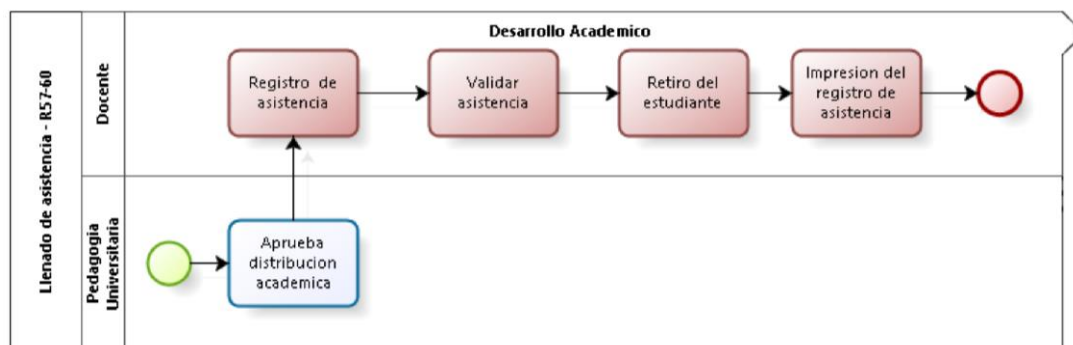 Llenado de asistencia - R57-60
Docente
Desarrollo Academico
Registro de
asistencia
Validar
asistencia
Retiro del
estudiante
Impresion del
registro de
asistencia
Pedagogia
Universitaria
Aprueba
distribucion
academica